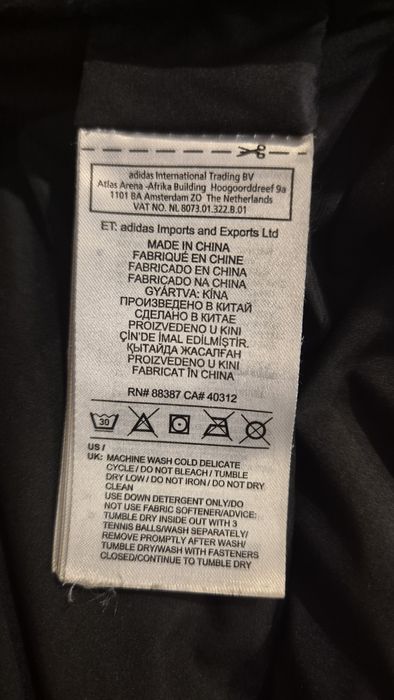 adidas International Trading BV
Atlas Arena -Afrika Building Hoogoorddreef 9a
1101 BA Amsterdam ZO The Netherlands
VAT NO. NL 8073.01.322.B.01
ET: adidas Imports and Exports Ltd
MADE IN CHINA
FABRIQUÉ EN CHINE
FABRICADO EN CHINA
FABRICADO NA CHINA
GYÁRTVA: KÍNA
ПРОИЗВЕДЕНО В КИТАЙ
СДЕЛАНО В КИТАЕ
PROIZVEDENO U KINI
ÇİN'DE İMAL EDİLMİŞTİR.
ҚЫТАЙДА ЖАСАЛҒАН
PROIZVEDENO U KINI
FABRICAT ÎN CHINA
RN# 88387 CA# 40312
30
US /
UK: MACHINE WASH COLD DELICATE
CYCLE / DO NOT BLEACH / TUMBLE
DRY LOW / DO NOT IRON / DO NOT DRY
CLEAN
USE DOWN DETERGENT ONLY/DO
NOT USE FABRIC SOFTENER/ADVICE:
TUMBLE DRY INSIDE OUT WITH 3
TENNIS BALLS/WASH SEPARATELY/
REMOVE PROMPTLY AFTER WASH/
TUMBLE DRY/WASH WITH FASTENERS
CLOSED/CONTINUE TO TUMBLE DRY